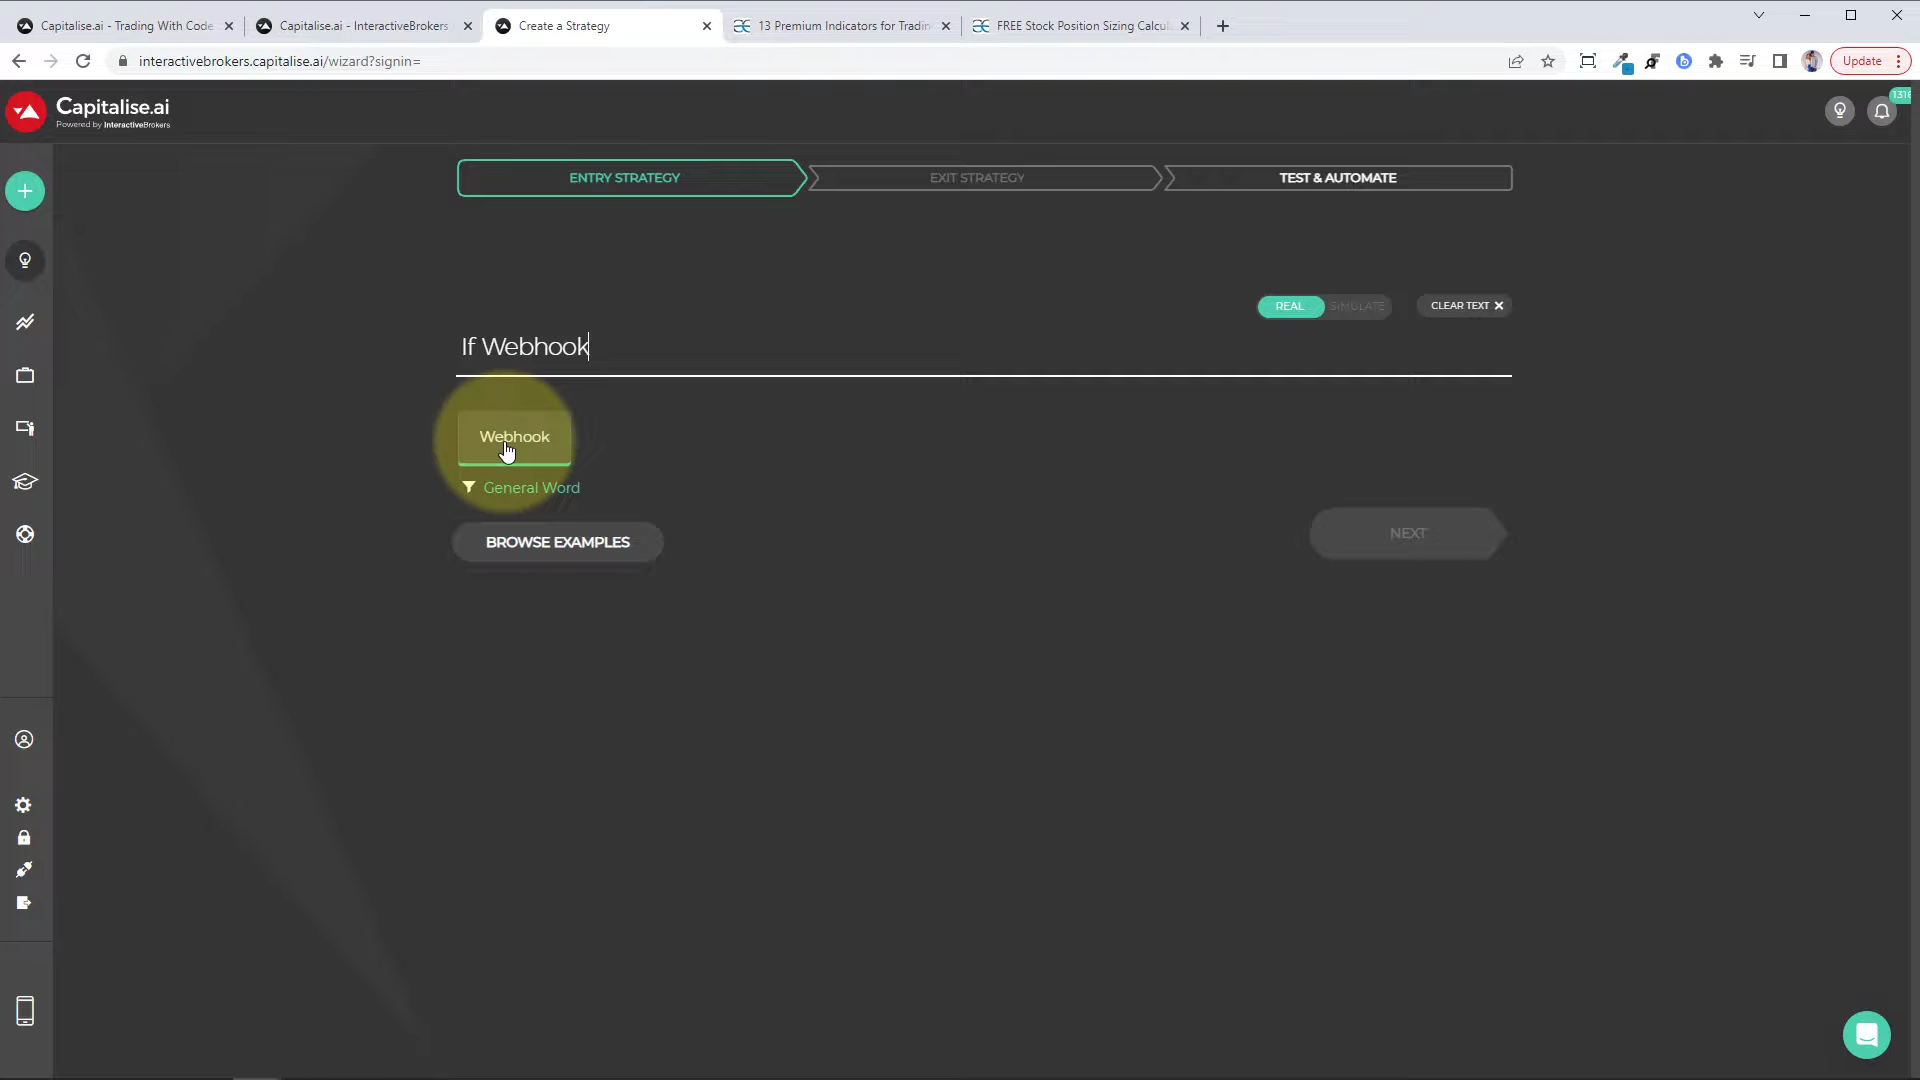 Capitalise.ai - Trading With Code
Capitalise.ai - InteractiveBrokers
Create a Strategy
13 Premium Indicators for Tradin
FREE Stock Position Sizing Calcul
interactivebrokers.capitalise.ai/wizard?signin=
Update
Capitalise.ai
Powered by InteractiveBrokers
1316
ENTRY STRATEGY
EXIT STRATEGY
TEST & AUTOMATE
REAL
SIMULATE
CLEAR TEXT
If Webhook
Webhook
General Word
BROWSE EXAMPLES
NEXT